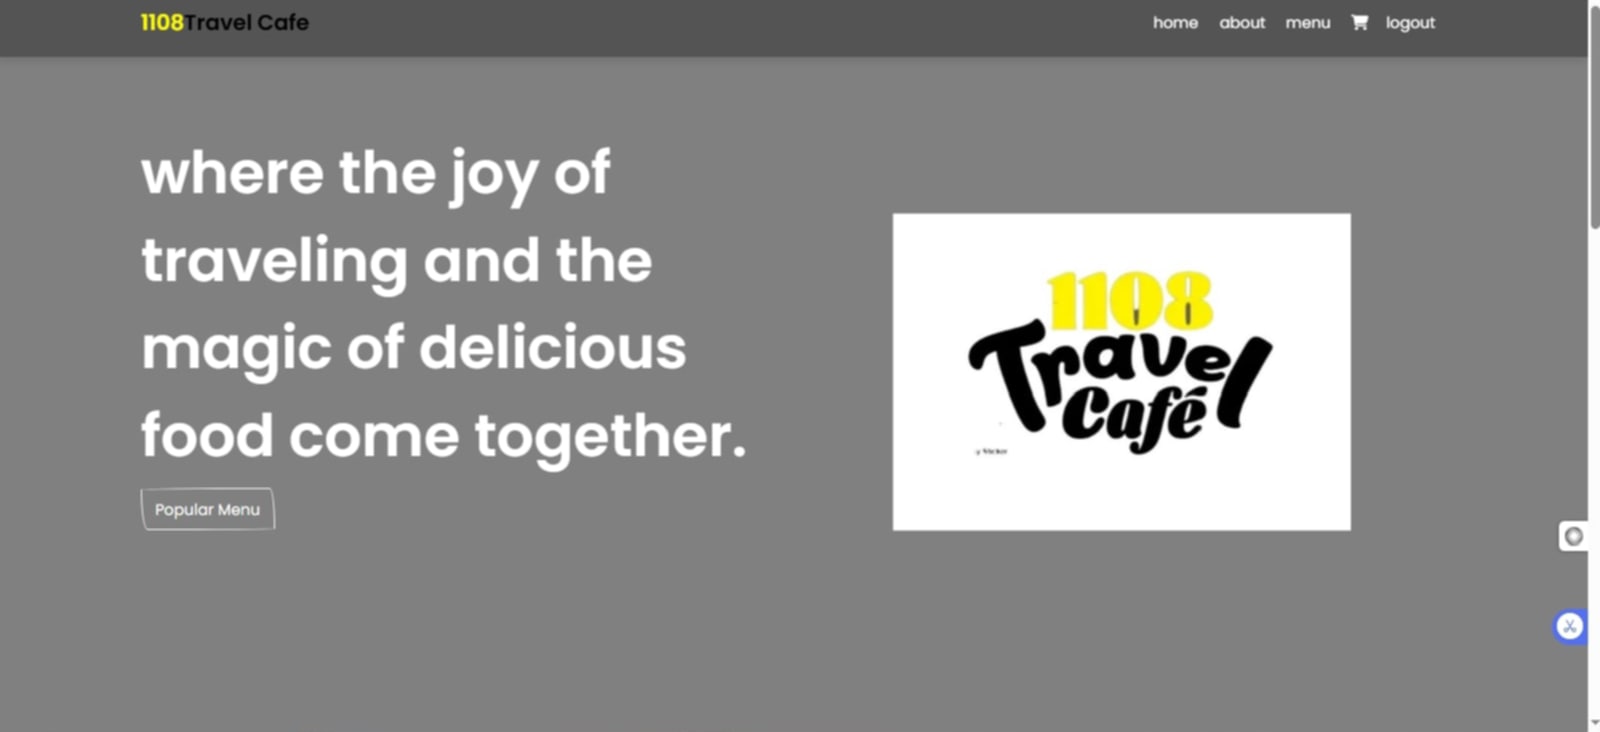 1108Travel Cafe
home about menu logout
where the joy of
traveling and the
magic of delicious
food come together.
Popular Menu
1108
Travel
Café